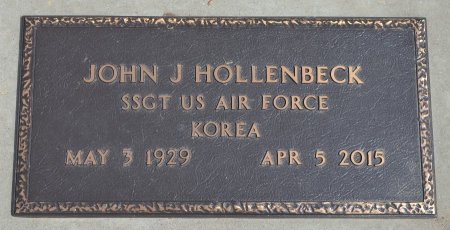 JOHN J HOLLENBECK
SSGT US AIR FORCE
KOREA
MAY 3 1929 APR 5 2015